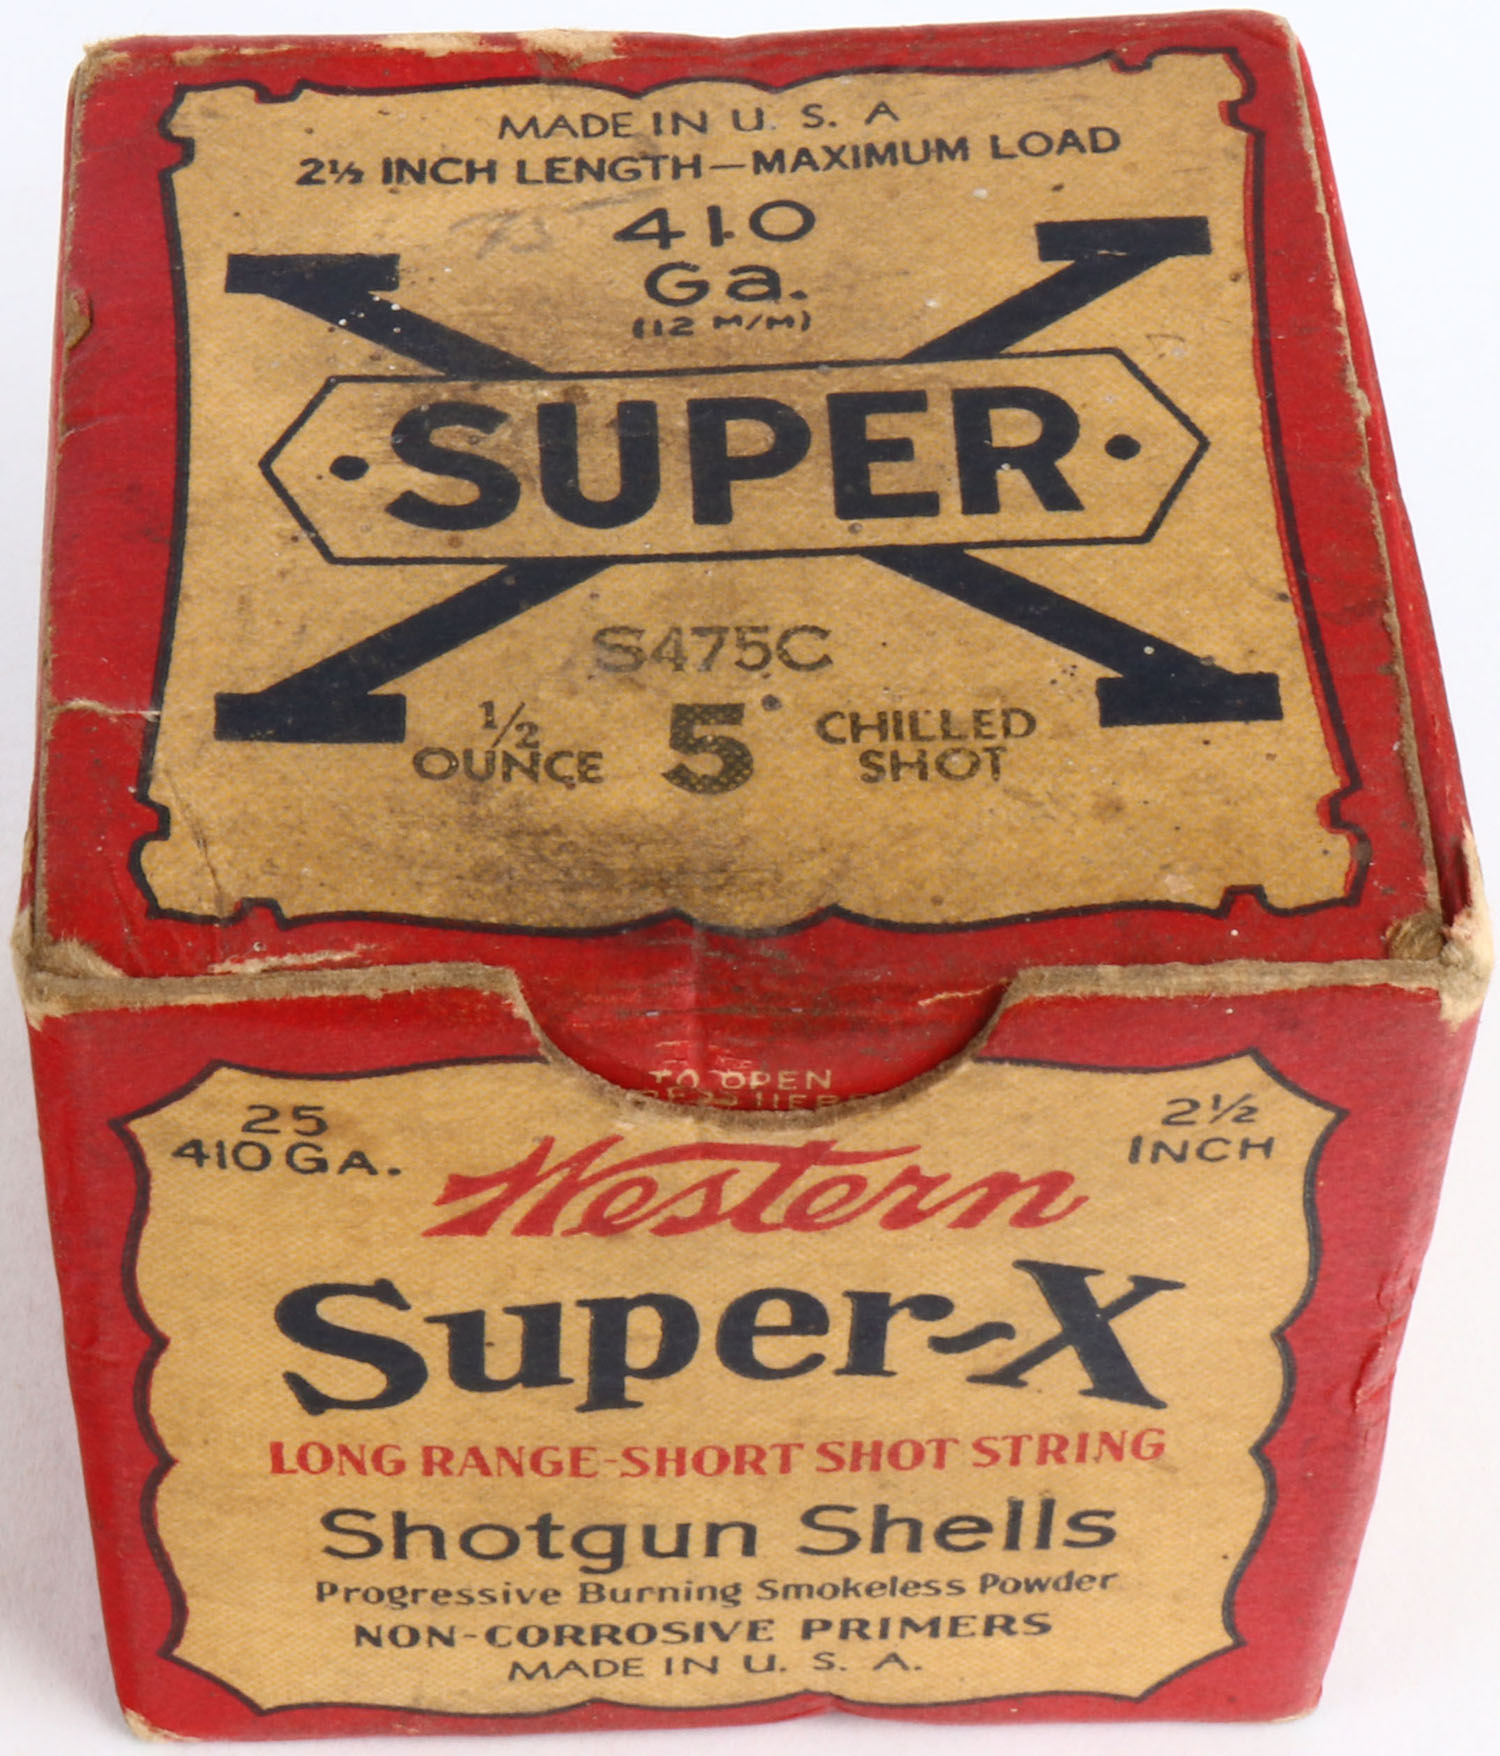 MADE IN U. S. A
2½ INCH LENGTH—MAXIMUM LOAD
410
Ga.
(12 M/M)
• SUPER •
X
S475C
½
OUNCE
5
CHILLED
SHOT
TO OPEN
25
410 GA.
2½
INCH
Western
Super-X
LONG RANGE-SHORT SHOT STRING
Shotgun Shells
Progressive Burning Smokeless Powder
NON-CORROSIVE PRIMERS
MADE IN U. S. A.